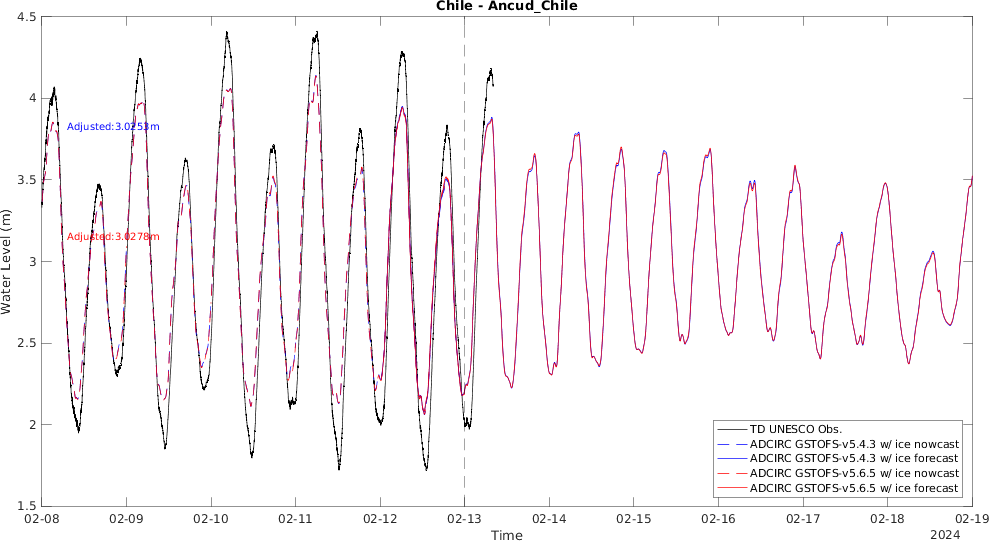 Chile - Ancud_Chile
4.5
4
3.5
3
2.5
2
1.5
Water Level (m)
Adjusted:3.0253m
Adjusted:3.0278m
TD UNESCO Obs.
ADCIRC GSTOFS-v5.4.3 w/ ice nowcast
ADCIRC GSTOFS-v5.4.3 w/ ice forecast
ADCIRC GSTOFS-v5.6.5 w/ ice nowcast
ADCIRC GSTOFS-v5.6.5 w/ ice forecast
02-08 02-09 02-10 02-11 02-12 02-13 02-14 02-15 02-16 02-17 02-18 02-19
Time
2024